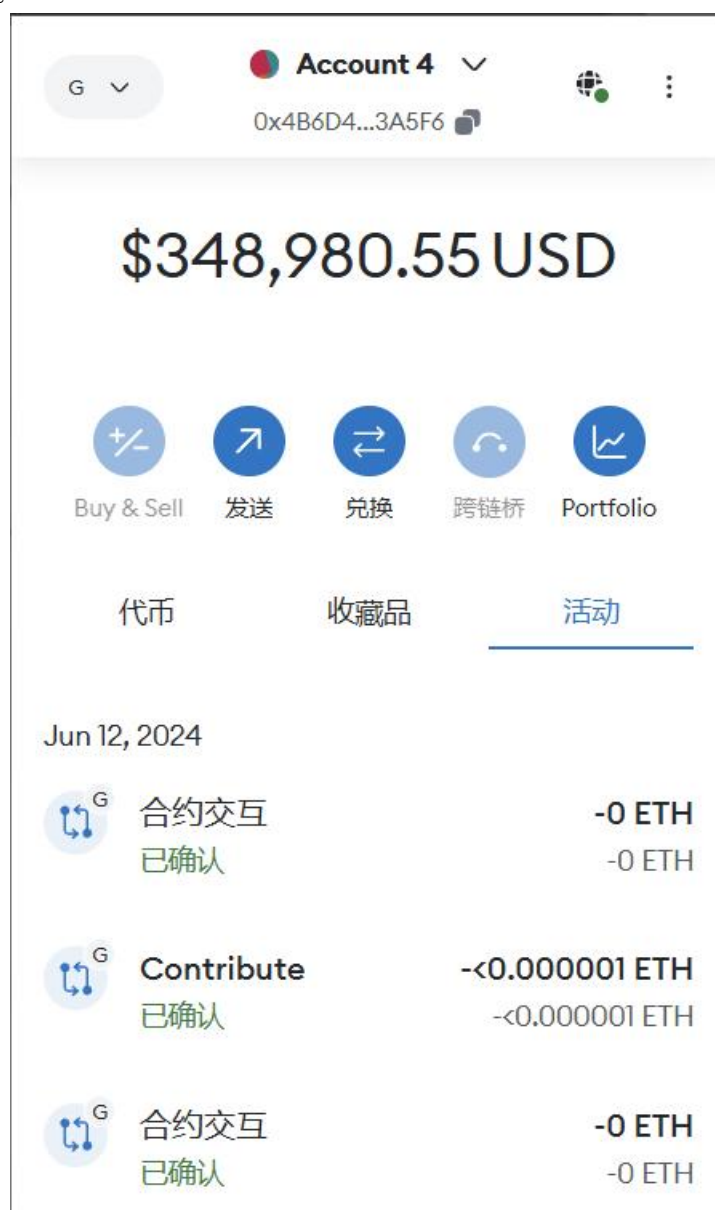 G
Account 4
0x4B6D4...3A5F6
$348,980.55 USD
Buy & Sell
发送
兑换
跨链桥
Portfolio
代币
收藏品
活动
Jun 12, 2024
G
合约交互
-0 ETH
已确认
-0 ETH
G
Contribute
-<0.000001 ETH
已确认
-<0.000001 ETH
G
合约交互
-0 ETH
已确认
-0 ETH